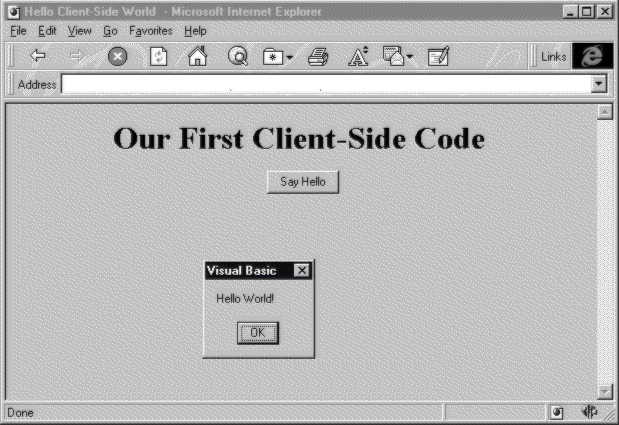 Hello Client-Side World - Microsoft Internet Explorer
File Edit View Go Favorites Help
Links
Address
Our First Client-Side Code
Say Hello
Visual Basic
Hello World!
OK
Done